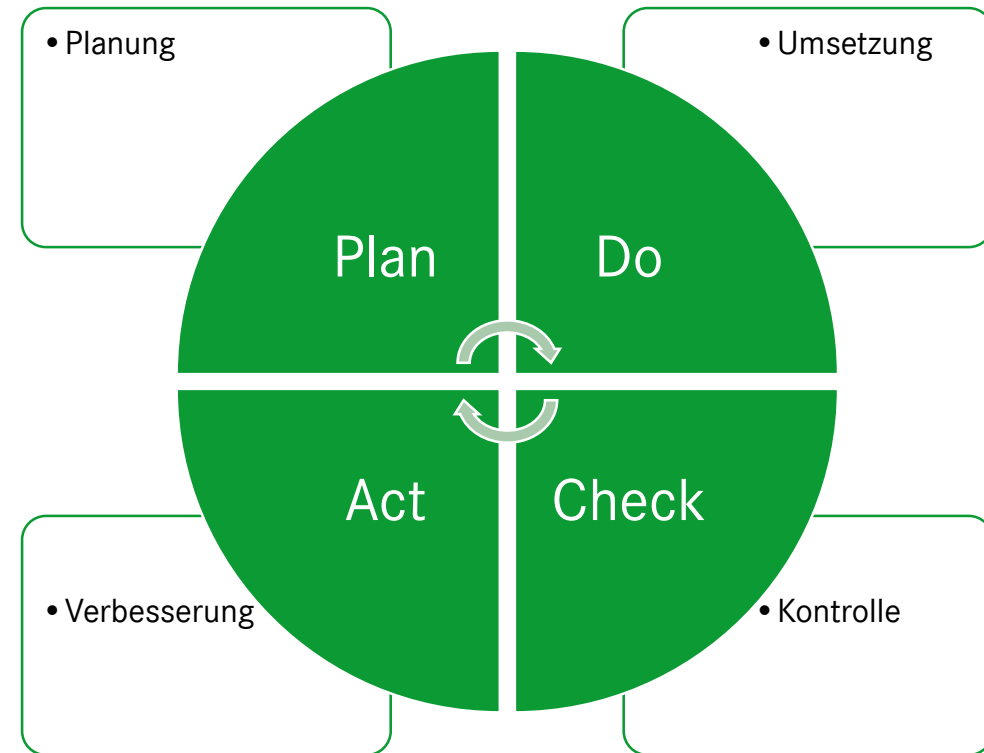 • Planung
• Umsetzung
Plan
Do
Act
Check
• Verbesserung
• Kontrolle